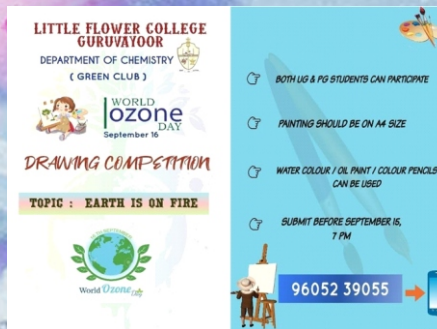 LITTLE FLOWER COLLEGE
GURUVAYOOR
DEPARTMENT OF CHEMISTRY
( GREEN CLUB )
WORLD
ozone
DAY
September 16
DRAWING COMPETITION
TOPIC : EARTH IS ON FIRE
World Ozone Day
BOTH UG & PG STUDENTS CAN PARTICIPATE
PAINTING SHOULD BE ON A4 SIZE
WATER COLOUR / OIL PAINT / COLOUR PENCILS
CAN BE USED
SUBMIT BEFORE SEPTEMBER 15,
7 PM
96052 39055